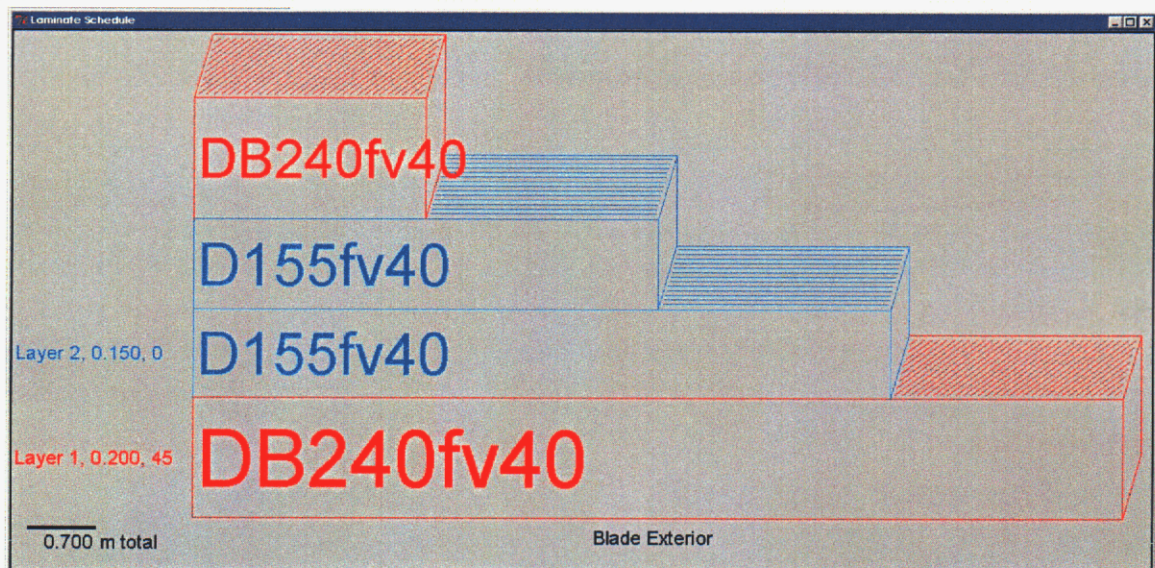 Laminate Schedule
DB240fv40
D155fv40
Layer 2, 0.150, 0
D155fv40
Layer 1, 0.200, 45
DB240fv40
0.700 m total
Blade Exterior